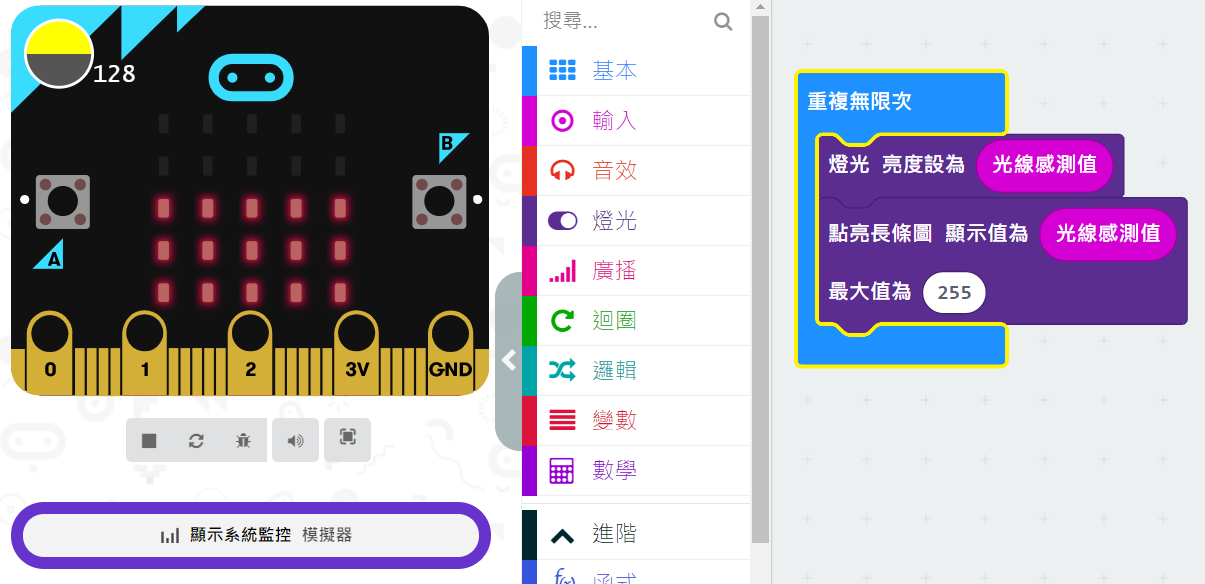 128
B
A
0 1 2 3V GND
顯示系統監控 模擬器
搜尋...
基本
輸入
音效
燈光
廣播
迴圈
邏輯
變數
數學
進階
f(x) 函式
重複無限次
燈光 亮度設為 光線感測值
點亮長條圖 顯示值為 光線感測值
最大值為 255